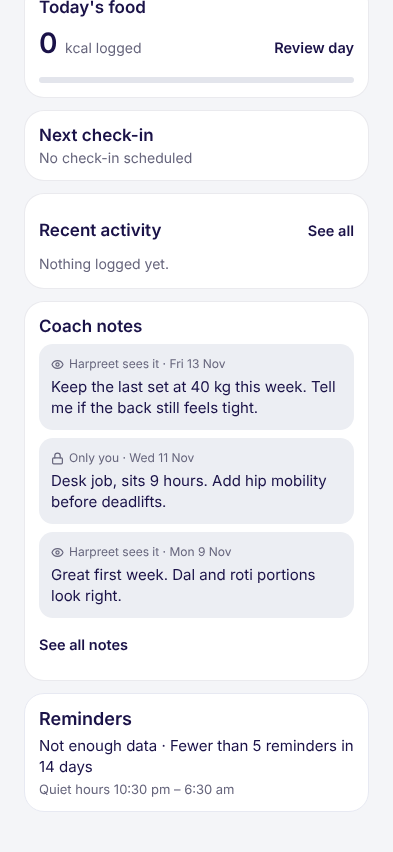 Today's food
0 kcal logged
Review day
Next check-in
No check-in scheduled
Recent activity
See all
Nothing logged yet.
Coach notes
Harpreet sees it · Fri 13 Nov
Keep the last set at 40 kg this week. Tell
me if the back still feels tight.
Only you · Wed 11 Nov
Desk job, sits 9 hours. Add hip mobility
before deadlifts.
Harpreet sees it · Mon 9 Nov
Great first week. Dal and roti portions
look right.
See all notes
Reminders
Not enough data · Fewer than 5 reminders in
14 days
Quiet hours 10:30 pm – 6:30 am